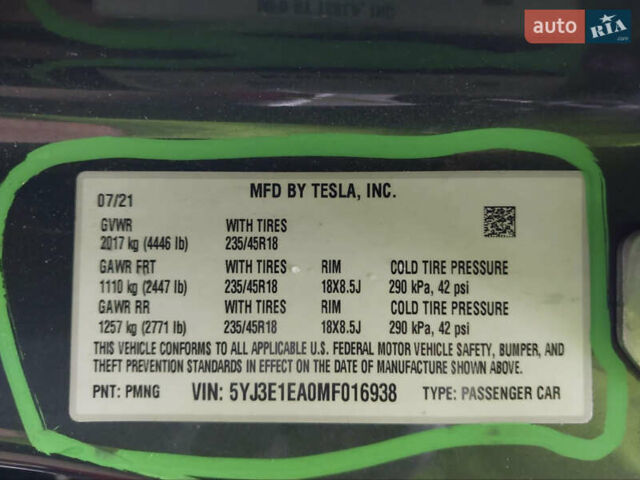 auto RIA.com
07/21 MFD BY TESLA, INC.
GVWR WITH TIRES
2017 kg (4446 lb) 235/45R18
GAWR FRT WITH TIRES RIM COLD TIRE PRESSURE
1110 kg (2447 lb) 235/45R18 18X8.5J 290 kPa, 42 psi
GAWR RR WITH TIRES RIM COLD TIRE PRESSURE
1257 kg (2771 lb) 235/45R18 18X8.5J 290 kPa, 42 psi
THIS VEHICLE CONFORMS TO ALL APPLICABLE U.S. FEDERAL MOTOR VEHICLE SAFETY, BUMPER, AND
THEFT PREVENTION STANDARDS IN EFFECT ON THE DATE OF MANUFACTURE SHOWN ABOVE.
PNT: PMNG VIN: 5YJ3E1EA0MF016938 TYPE: PASSENGER CAR